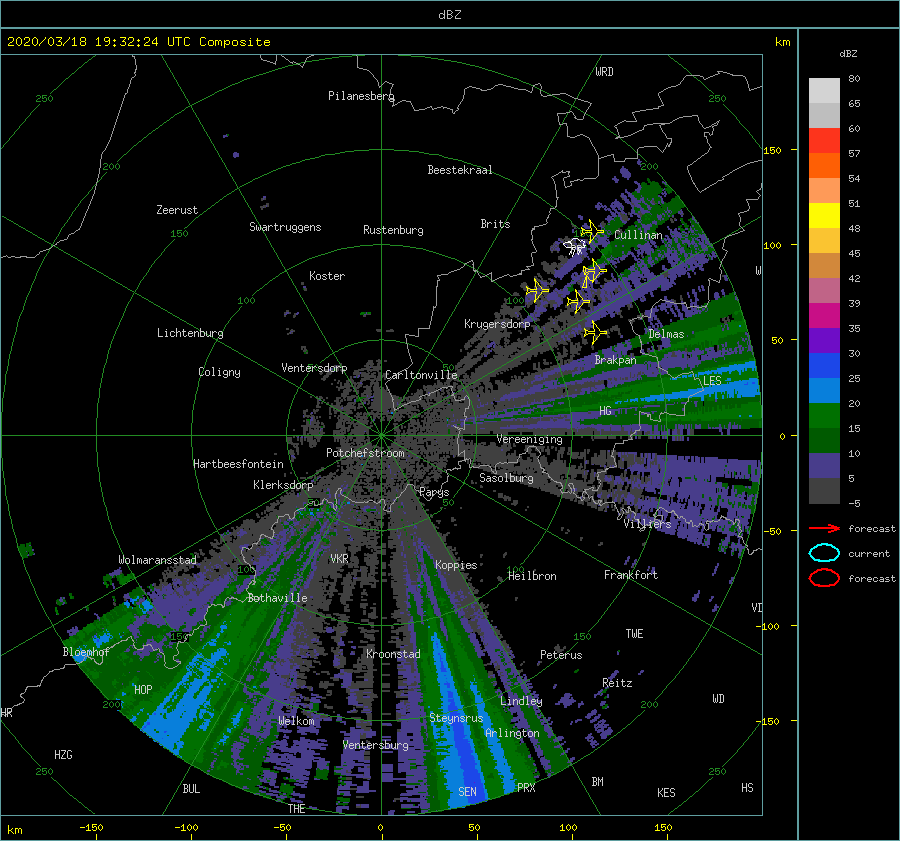 dBZ
2020/03/18 19:32:24 UTC Composite
km
dBZ
WRD
80
250
Pilanesberg
250
65
60
150
57
200
Beestekraal
200
54
Zeerust
51
Swartruggens
Brits
150
Rustenburg
Cullinan
48
100
45
W
Koster
42
100
100
39
Lichtenburg
Krugersdorp
35
Delmas
50
30
Brakpan
Ventersdorp
Coligny
Carltonville
LES
25
20
HG
15
Vereeniging
0
10
Potchefstroom
Hartbeesfontein
Sasolburg
5
Klerksdorp
Parys
50
50
-5
Villiers
forecast
-50
VKR
Wolmaransstad
Koppies
current
100
100
Heilbron
Frankfort
forecast
Bothaville
VD
-100
150
150
TWE
Bloemhof
Kroonstad
Peterus
HOP
Reitz
WD
200
Lindley
200
HR
Welkom
Steynsrus
-150
Arlington
Ventersburg
HZG
250
250
BUL
SEN
PRX
BM
KES
HS
THE
km
-150
-100
-50
0
50
100
150